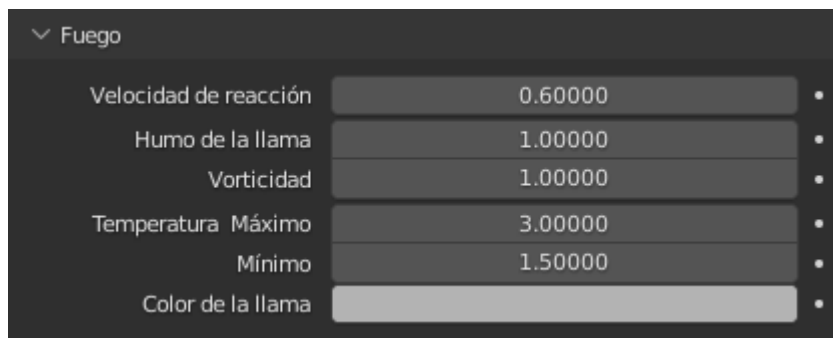 Fuego
Velocidad de reacción 0.60000
Humo de la llama 1.00000
Vorticidad 1.00000
Temperatura Máximo 3.00000
Mínimo 1.50000
Color de la llama